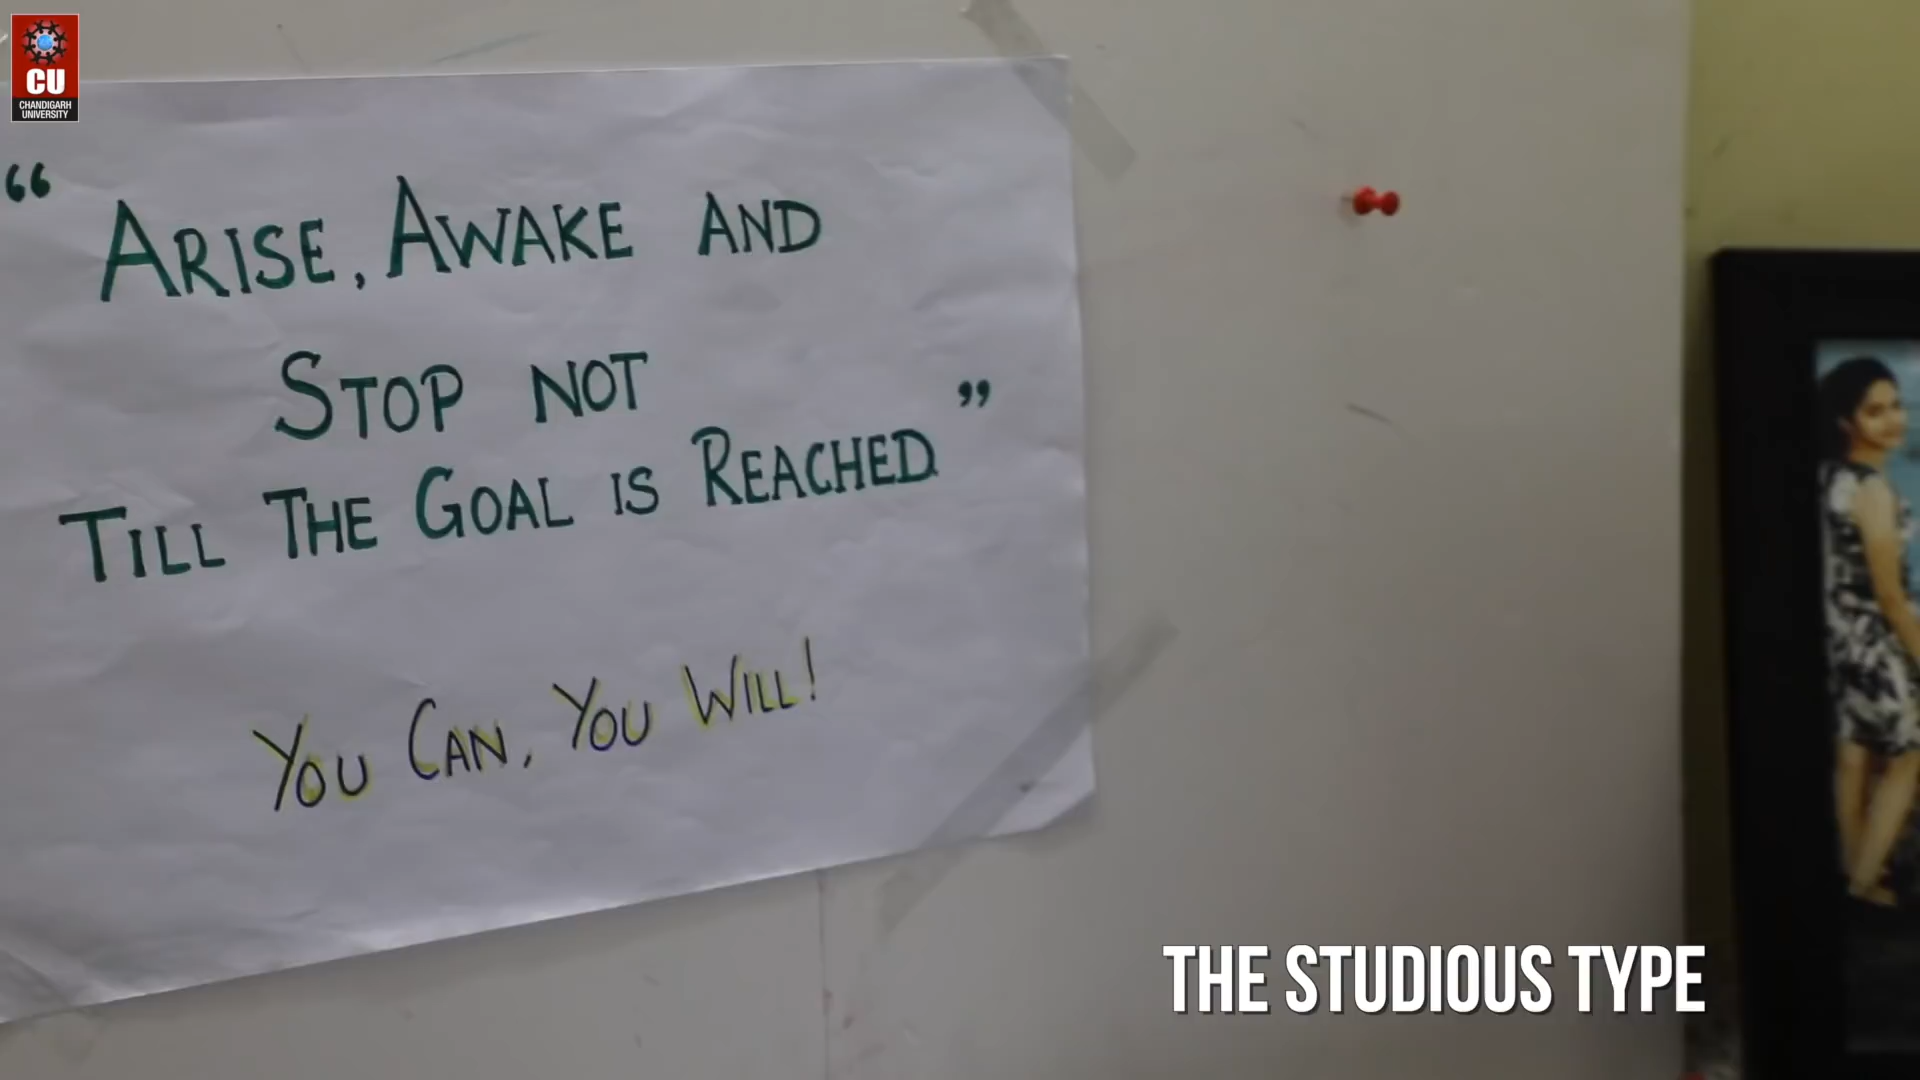 CU
CHANDIGARH
UNIVERSITY
“ ARISE, AWAKE AND
STOP NOT
TILL THE GOAL IS REACHED ”
YOU CAN, YOU WILL!
THE STUDIOUS TYPE